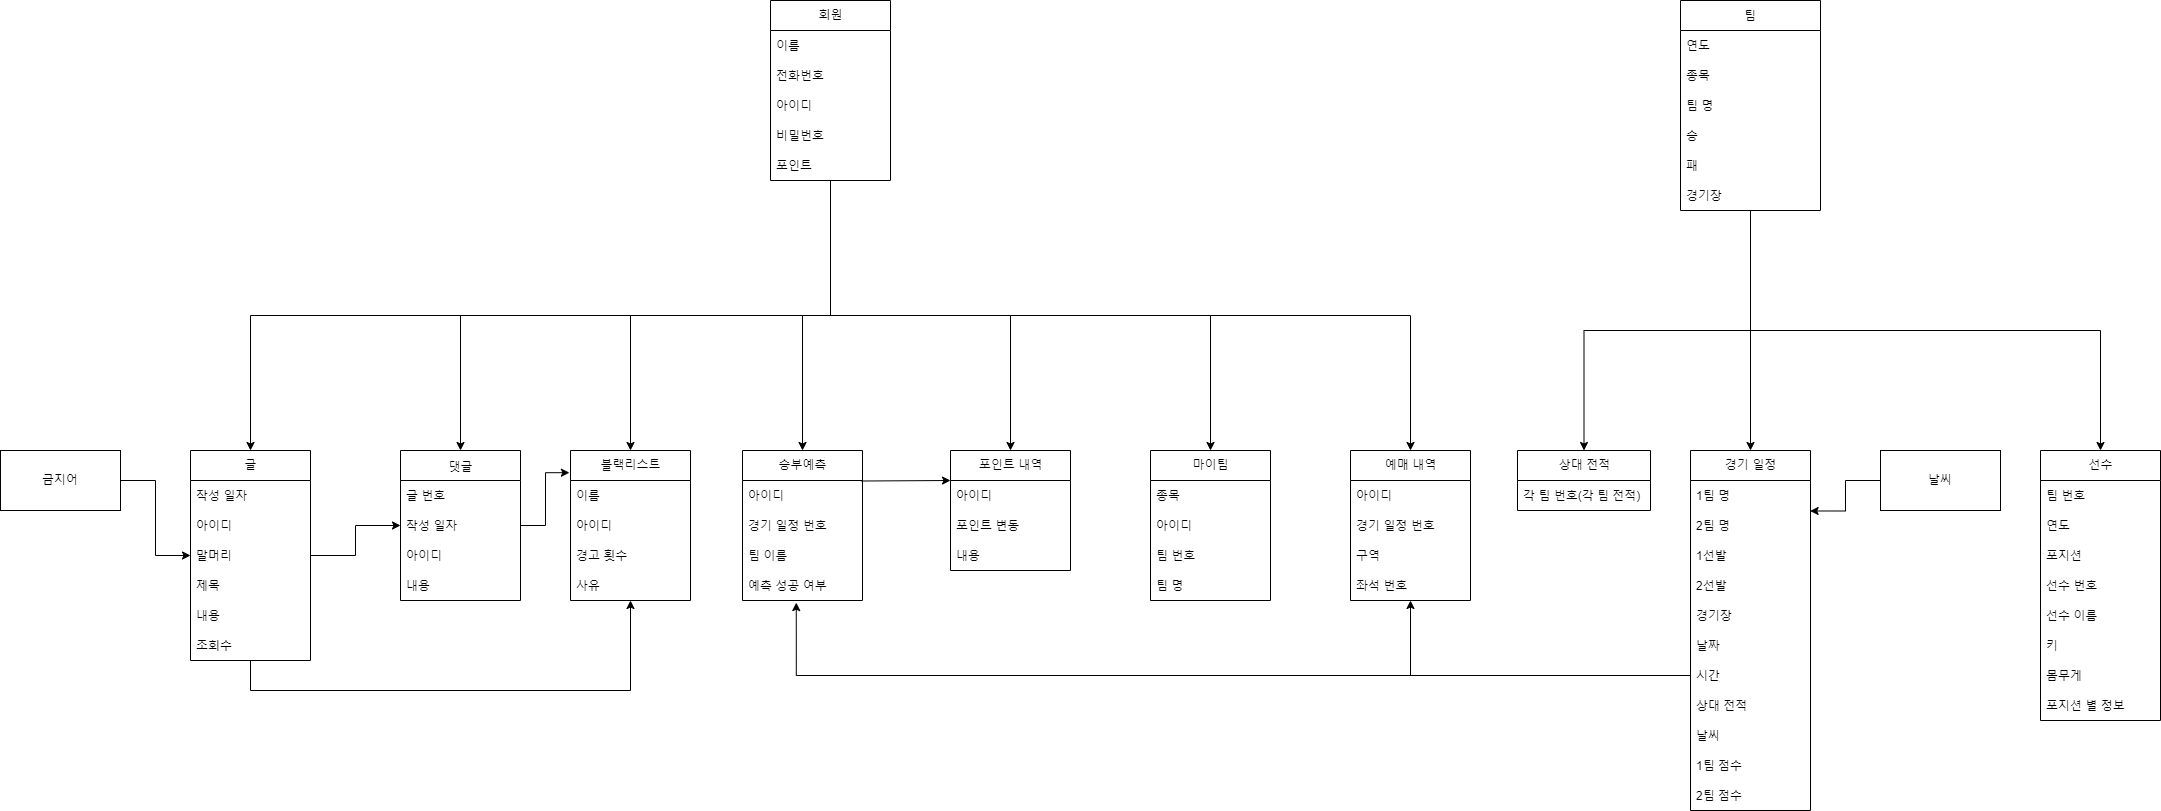 회원
이름
전화번호
아이디
비밀번호
포인트
팀
연도
종목
팀 명
승
패
경기장
금지어
글
작성 일자
아이디
말머리
제목
내용
조회수
댓글
글 번호
작성 일자
아이디
내용
블랙리스트
이름
아이디
경고 횟수
사유
승부예측
아이디
경기 일정 번호
팀 이름
예측 성공 여부
포인트 내역
아이디
포인트 변동
내용
마이팀
종목
아이디
팀 번호
팀 명
예매 내역
아이디
경기 일정 번호
구역
좌석 번호
상대 전적
각 팀 번호(각 팀 전적)
경기 일정
1팀 명
2팀 명
1선발
2선발
경기장
날짜
시간
상대 전적
날씨
1팀 점수
2팀 점수
날씨
선수
팀 번호
연도
포지션
선수 번호
선수 이름
키
몸무게
포지션 별 정보